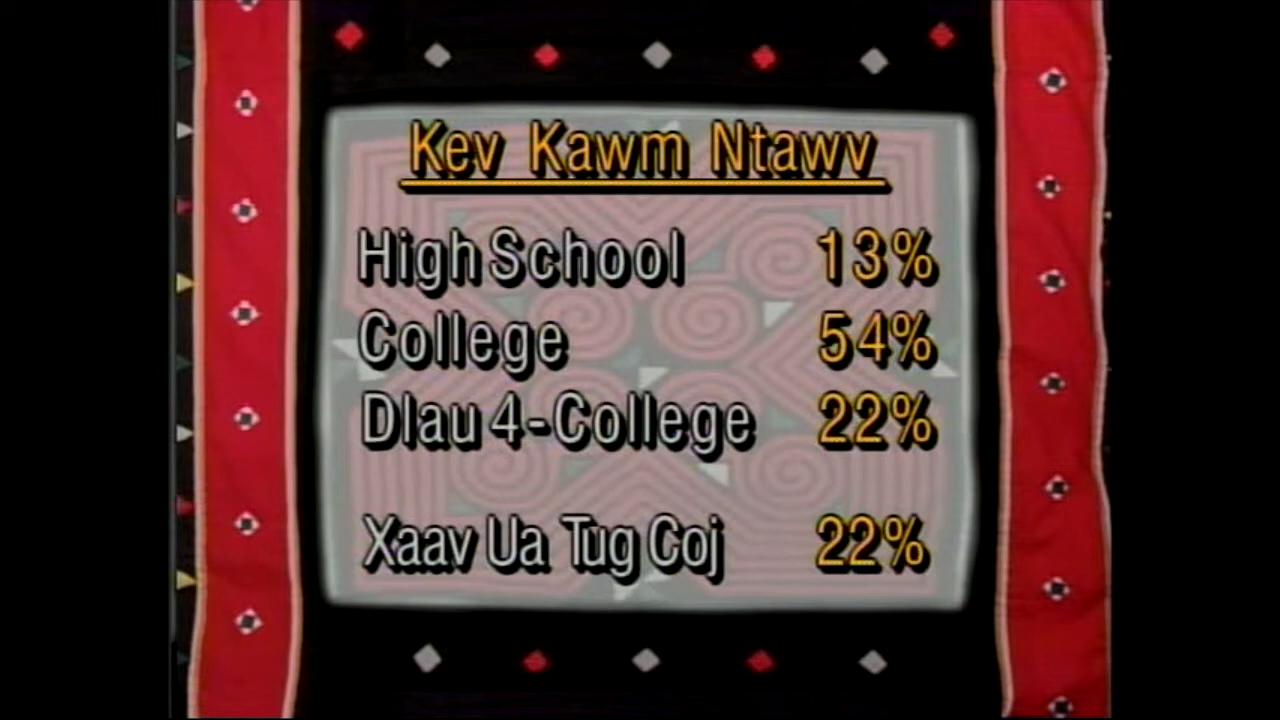 Kev Kawm Ntawv
High School 13%
College 54%
Dlau 4-College 22%
Xaav Ua Tug Coj 22%